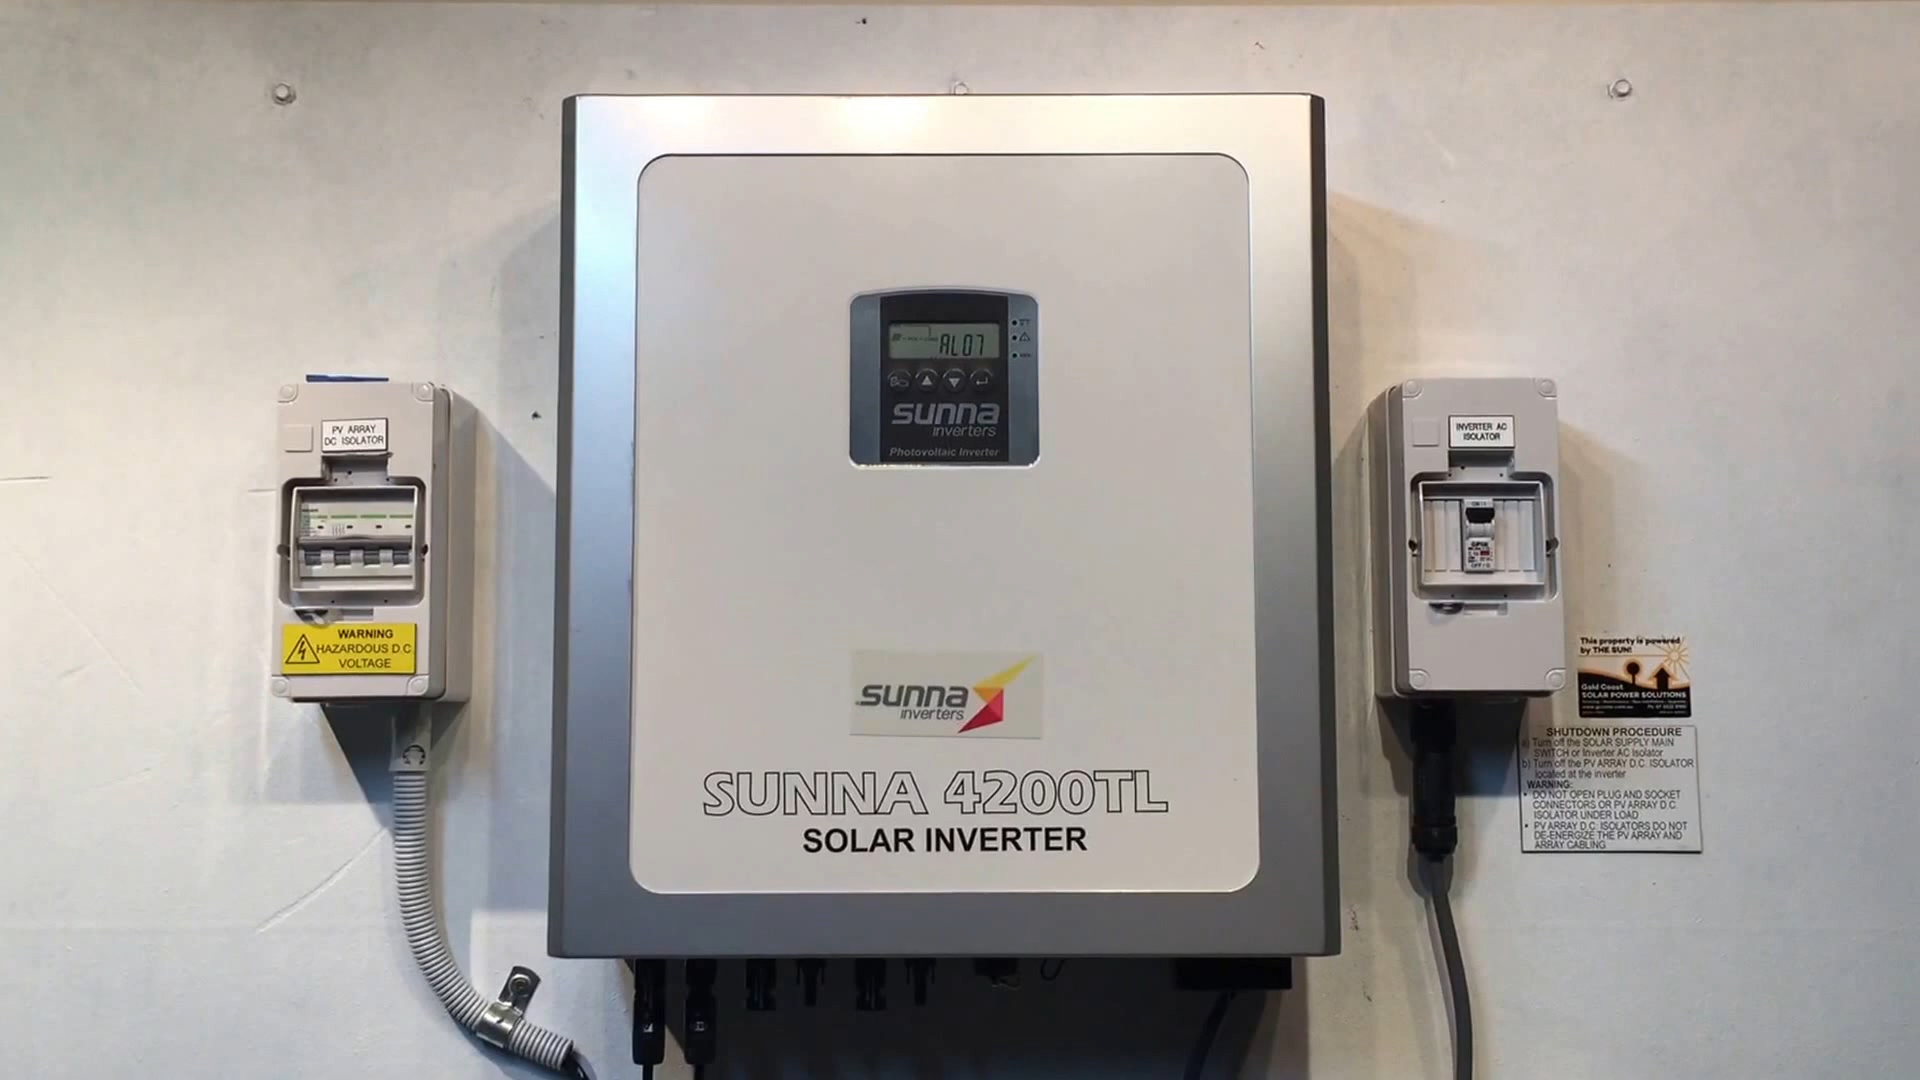 AL07
sunna
inverters
Photovoltaic Inverter
PV ARRAY
DC ISOLATOR
WARNING
HAZARDOUS D.C.
VOLTAGE
INVERTER AC
ISOLATOR
OFF
sunna
inverters
SUNNA 4200TL
SOLAR INVERTER
This property is powered
by THE SUN!
Gold Coast
SOLAR POWER SOLUTIONS
SHUTDOWN PROCEDURE
a) Turn off the SOLAR SUPPLY MAIN
SWITCH or Inverter AC Isolator
b) Turn off the PV ARRAY D.C. ISOLATOR
located at the inverter
WARNING:
• DO NOT OPEN PLUG AND SOCKET
CONNECTORS OR PV ARRAY D.C.
ISOLATOR UNDER LOAD
• PV ARRAY D.C. ISOLATORS DO NOT
DE-ENERGIZE THE PV ARRAY AND
ARRAY CABLING